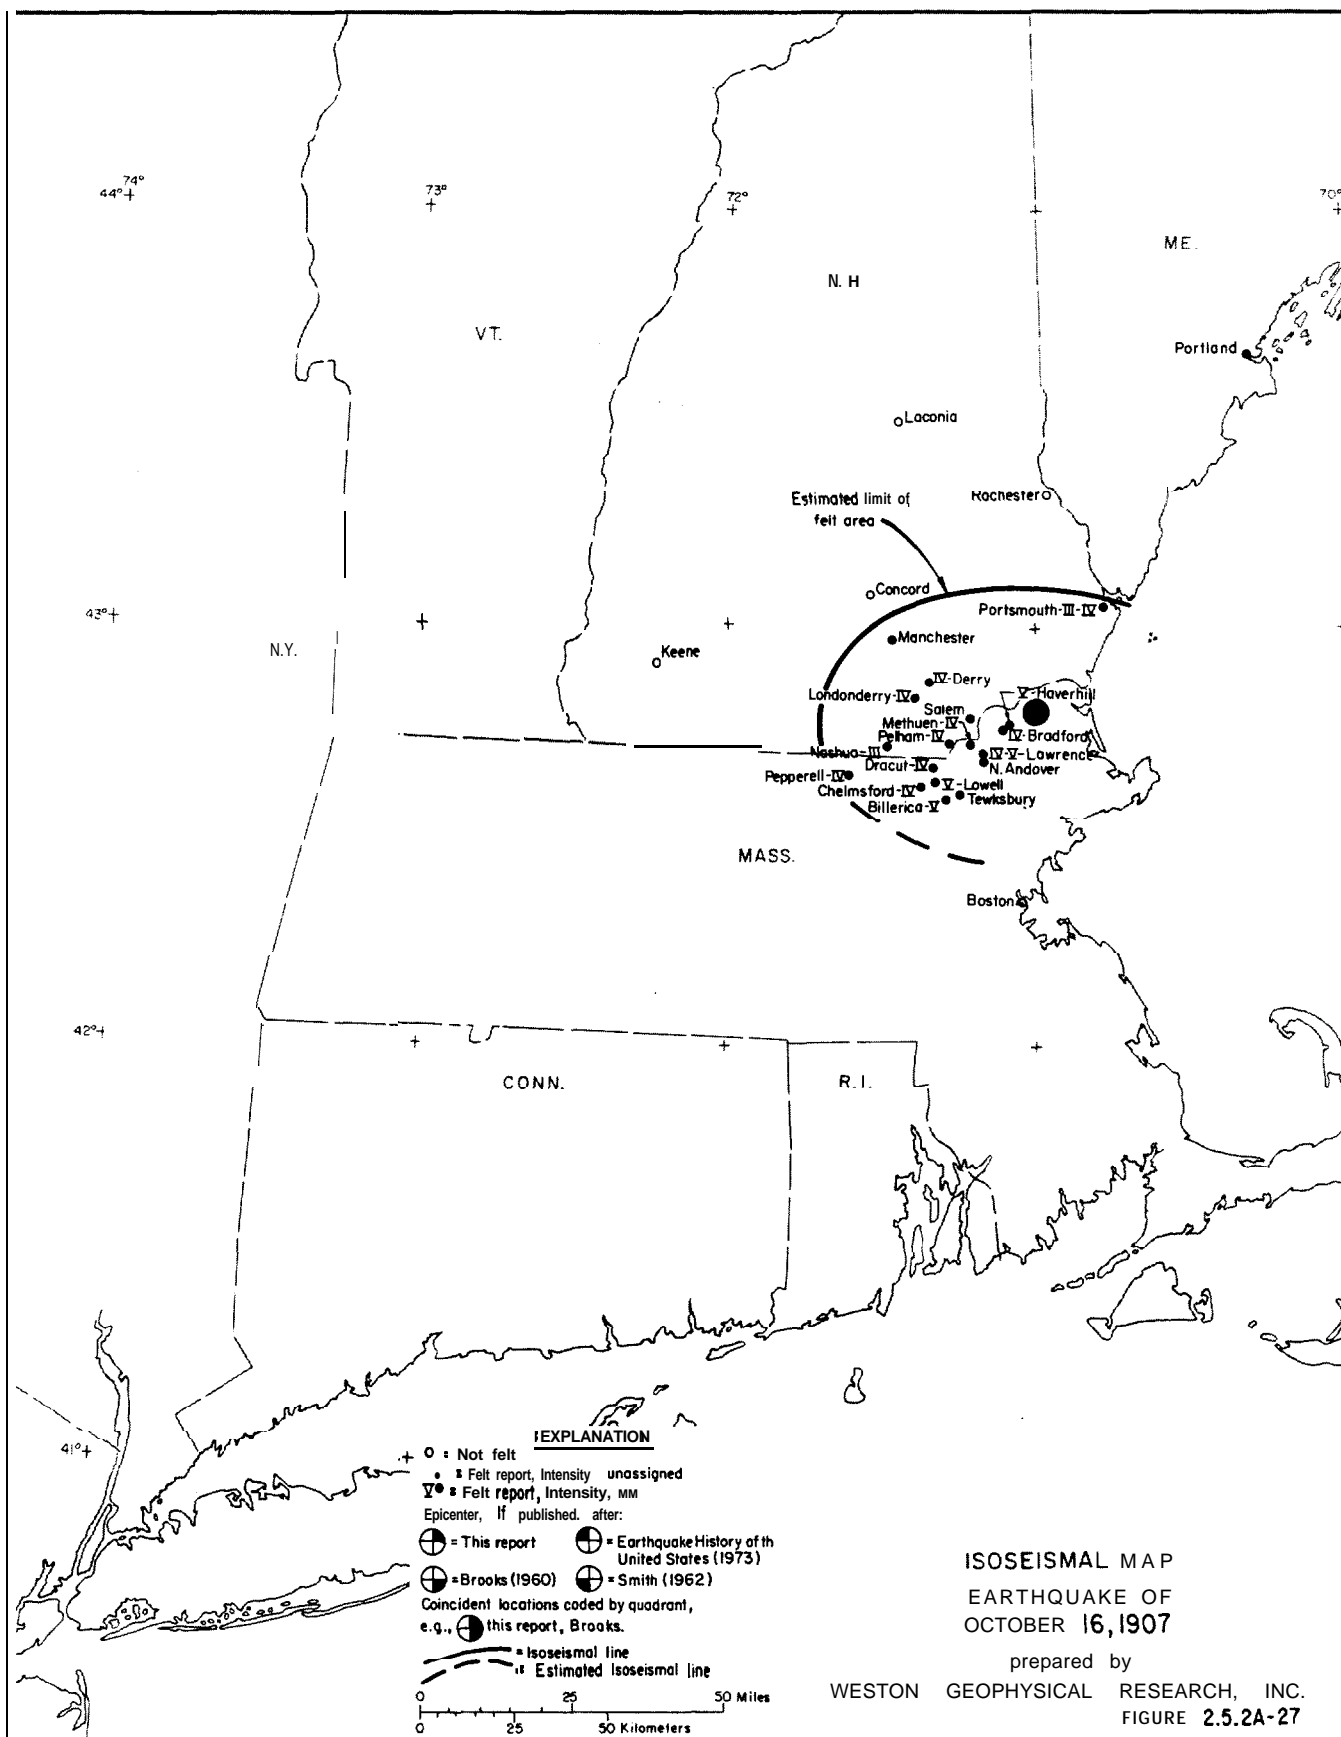 74°
44°
73°
72°
70°
ME.
N. H
VT.
Portland
Laconia
Rochester
Estimated limit of
felt area
Concord
43°
Portsmouth-III-IV
Manchester
N.Y.
Keene
IV-Derry
V-Haverhill
Londonderry-IV
Salem
Methuen-IV
Pelham-IV
IV-Bradford
Nashua-III
IV-V-Lawrence
Dracut-IV
N. Andover
Pepperell-IV
Chelmsford-IV
V-Lowell
Billerica-V
Tewksbury
MASS.
Boston
42°
CONN.
R.I.
41°
EXPLANATION
O = Not felt
• = Felt report, Intensity unassigned
V• = Felt report, Intensity, MM
Epicenter, If published. after:
= This report
= Earthquake History of th
United States (1973)
= Brooks (1960)
= Smith (1962)
Coincident locations coded by quadrant,
e.g., this report, Brooks.
= Isoseismal line
= Estimated Isoseismal line
0 25 50 Miles
0 25 50 Kilometers
ISOSEISMAL MAP
EARTHQUAKE OF
OCTOBER 16, 1907
prepared by
WESTON GEOPHYSICAL RESEARCH, INC.
FIGURE 2.5.2A-27